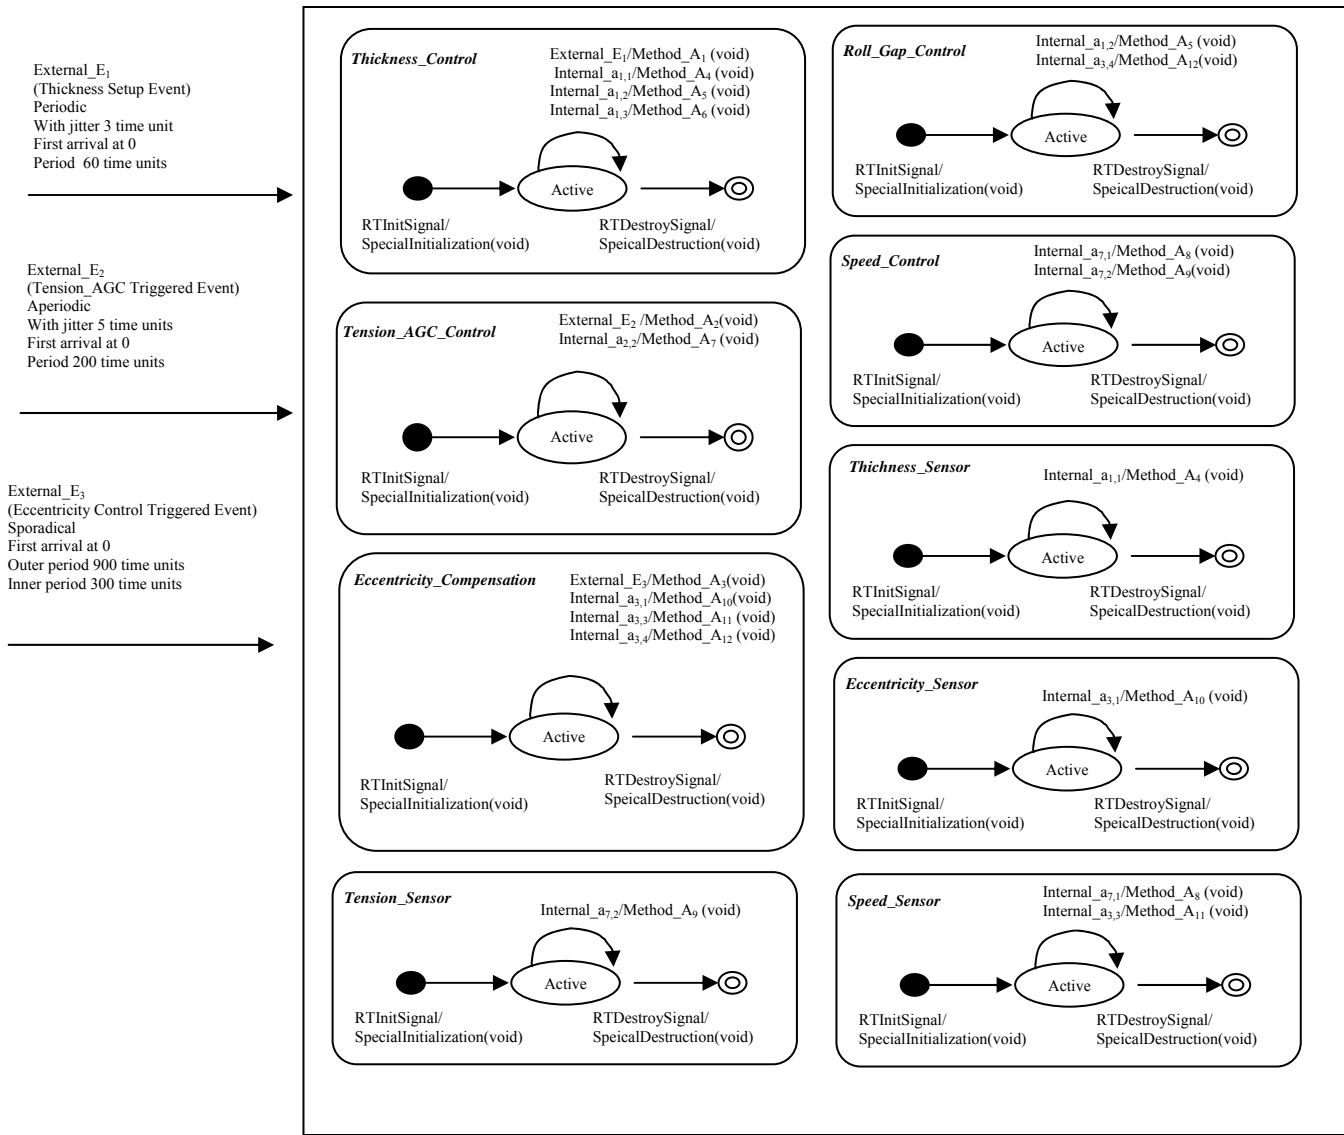 External_E1
(Thickness Setup Event)
Periodic
With jitter 3 time unit
First arrival at 0
Period 60 time units
External_E2
(Tension_AGC Triggered Event)
Aperiodic
With jitter 5 time units
First arrival at 0
Period 200 time units
External_E3
(Eccentricity Control Triggered Event)
Sporadical
First arrival at 0
Outer period 900 time units
Inner period 300 time units
Thickness_Control
External_E1/Method_A1 (void)
Internal_a1,1/Method_A4 (void)
Internal_a1,2/Method_A5 (void)
Internal_a1,3/Method_A6 (void)
Active
RTInitSignal/
SpecialInitialization(void)
RTDestroySignal/
SpeicalDestruction(void)
Tension_AGC_Control
External_E2 /Method_A2(void)
Internal_a2,2/Method_A7 (void)
Active
RTInitSignal/
SpecialInitialization(void)
RTDestroySignal/
SpeicalDestruction(void)
Eccentricity_Compensation
External_E3/Method_A3(void)
Internal_a3,1/Method_A10(void)
Internal_a3,3/Method_A11 (void)
Internal_a3,4/Method_A12 (void)
Active
RTInitSignal/
SpecialInitialization(void)
RTDestroySignal/
SpeicalDestruction(void)
Tension_Sensor
Internal_a7,2/Method_A9 (void)
Active
RTInitSignal/
SpecialInitialization(void)
RTDestroySignal/
SpeicalDestruction(void)
Roll_Gap_Control
Internal_a1,2/Method_A5 (void)
Internal_a3,4/Method_A12(void)
Active
RTInitSignal/
SpecialInitialization(void)
RTDestroySignal/
SpeicalDestruction(void)
Speed_Control
Internal_a7,1/Method_A8 (void)
Internal_a7,2/Method_A9(void)
Active
RTInitSignal/
SpecialInitialization(void)
RTDestroySignal/
SpeicalDestruction(void)
Thichness_Sensor
Internal_a1,1/Method_A4 (void)
Active
RTInitSignal/
SpecialInitialization(void)
RTDestroySignal/
SpeicalDestruction(void)
Eccentricity_Sensor
Internal_a3,1/Method_A10 (void)
Active
RTInitSignal/
SpecialInitialization(void)
RTDestroySignal/
SpeicalDestruction(void)
Speed_Sensor
Internal_a7,1/Method_A8 (void)
Internal_a3,3/Method_A11 (void)
Active
RTInitSignal/
SpecialInitialization(void)
RTDestroySignal/
SpeicalDestruction(void)